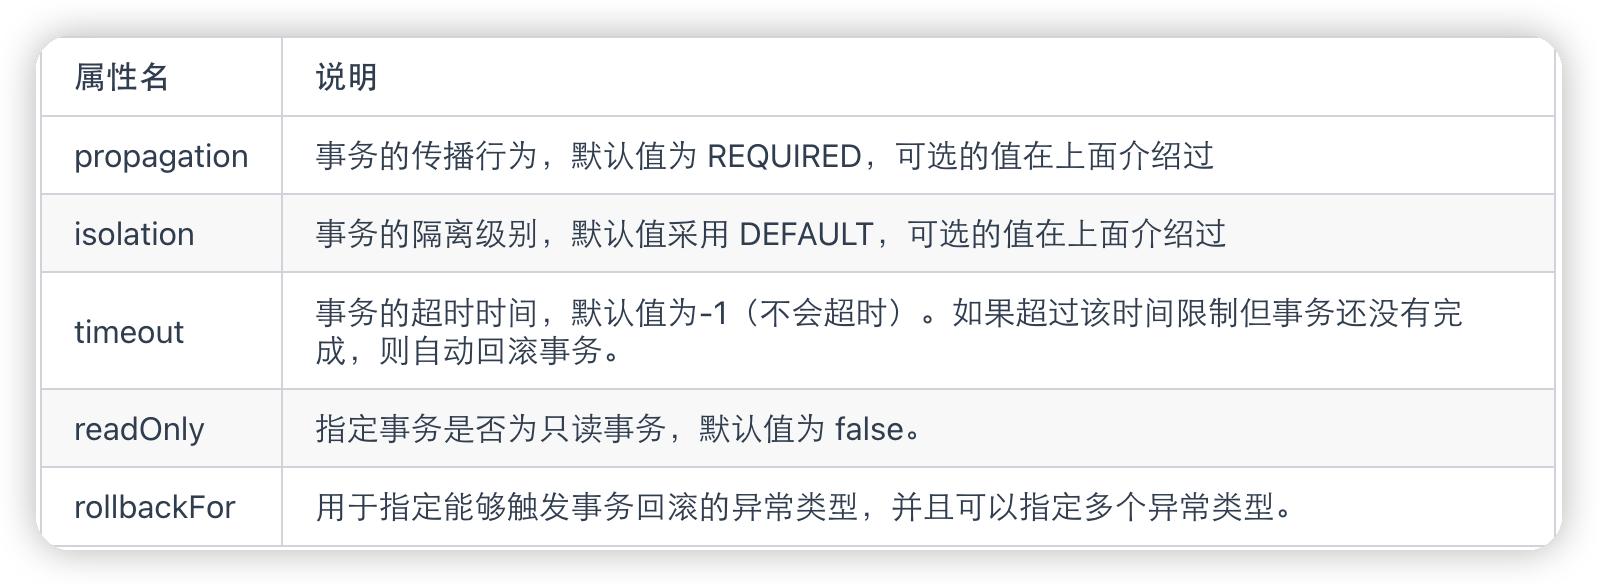 属性名 说明
propagation 事务的传播行为，默认值为 REQUIRED，可选的值在上面介绍过
isolation 事务的隔离级别，默认值采用 DEFAULT，可选的值在上面介绍过
timeout 事务的超时时间，默认值为-1（不会超时）。如果超过该时间限制但事务还没有完
成，则自动回滚事务。
readOnly 指定事务是否为只读事务，默认值为 false。
rollbackFor 用于指定能够触发事务回滚的异常类型，并且可以指定多个异常类型。